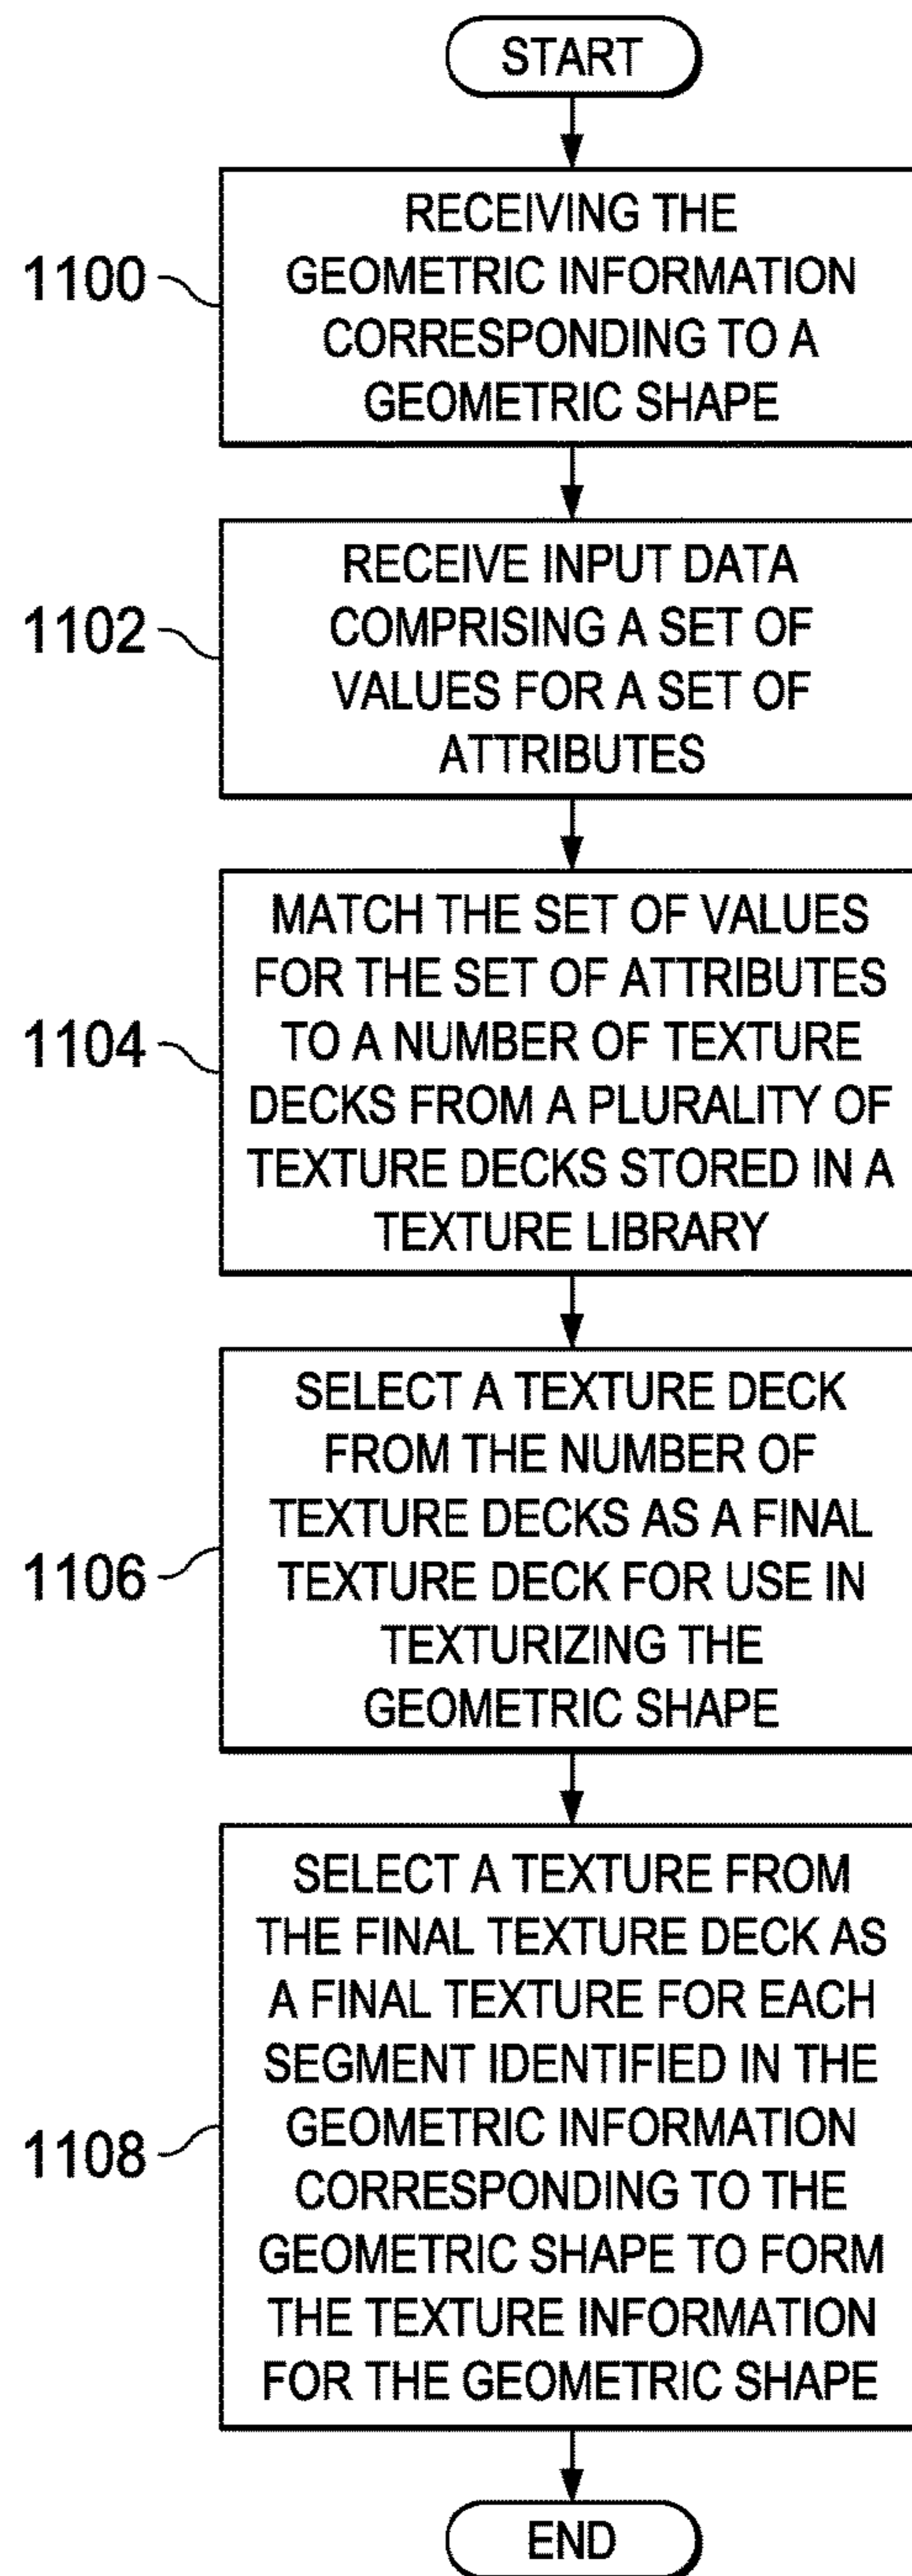 START
1100
RECEIVING THE
GEOMETRIC INFORMATION
CORRESPONDING TO A
GEOMETRIC SHAPE
1102
RECEIVE INPUT DATA
COMPRISING A SET OF
VALUES FOR A SET OF
ATTRIBUTES
1104
MATCH THE SET OF VALUES
FOR THE SET OF ATTRIBUTES
TO A NUMBER OF TEXTURE
DECKS FROM A PLURALITY OF
TEXTURE DECKS STORED IN A
TEXTURE LIBRARY
1106
SELECT A TEXTURE DECK
FROM THE NUMBER OF
TEXTURE DECKS AS A FINAL
TEXTURE DECK FOR USE IN
TEXTURIZING THE
GEOMETRIC SHAPE
1108
SELECT A TEXTURE FROM
THE FINAL TEXTURE DECK AS
A FINAL TEXTURE FOR EACH
SEGMENT IDENTIFIED IN THE
GEOMETRIC INFORMATION
CORRESPONDING TO THE
GEOMETRIC SHAPE TO FORM
THE TEXTURE INFORMATION
FOR THE GEOMETRIC SHAPE
END